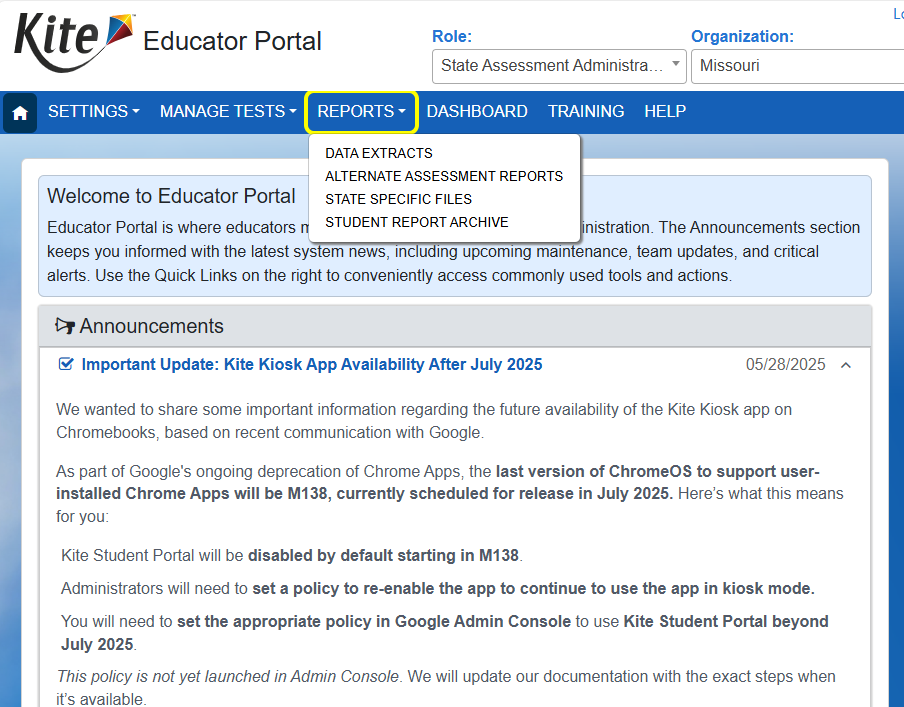 Kite Educator Portal
Lo
Role: Organization:
State Assessment Administra... Missouri
SETTINGS MANAGE TESTS REPORTS DASHBOARD TRAINING HELP
DATA EXTRACTS
ALTERNATE ASSESSMENT REPORTS
STATE SPECIFIC FILES
STUDENT REPORT ARCHIVE
Welcome to Educator Portal
Educator Portal is where educators m inistration. The Announcements section
keeps you informed with the latest system news, including upcoming maintenance, team updates, and critical
alerts. Use the Quick Links on the right to conveniently access commonly used tools and actions.
Announcements
Important Update: Kite Kiosk App Availability After July 2025 05/28/2025
We wanted to share some important information regarding the future availability of the Kite Kiosk app on
Chromebooks, based on recent communication with Google.
As part of Google's ongoing deprecation of Chrome Apps, the last version of ChromeOS to support user-
installed Chrome Apps will be M138, currently scheduled for release in July 2025. Here's what this means
for you:
Kite Student Portal will be disabled by default starting in M138.
Administrators will need to set a policy to re-enable the app to continue to use the app in kiosk mode.
You will need to set the appropriate policy in Google Admin Console to use Kite Student Portal beyond
July 2025.
This policy is not yet launched in Admin Console. We will update our documentation with the exact steps when
it's available.